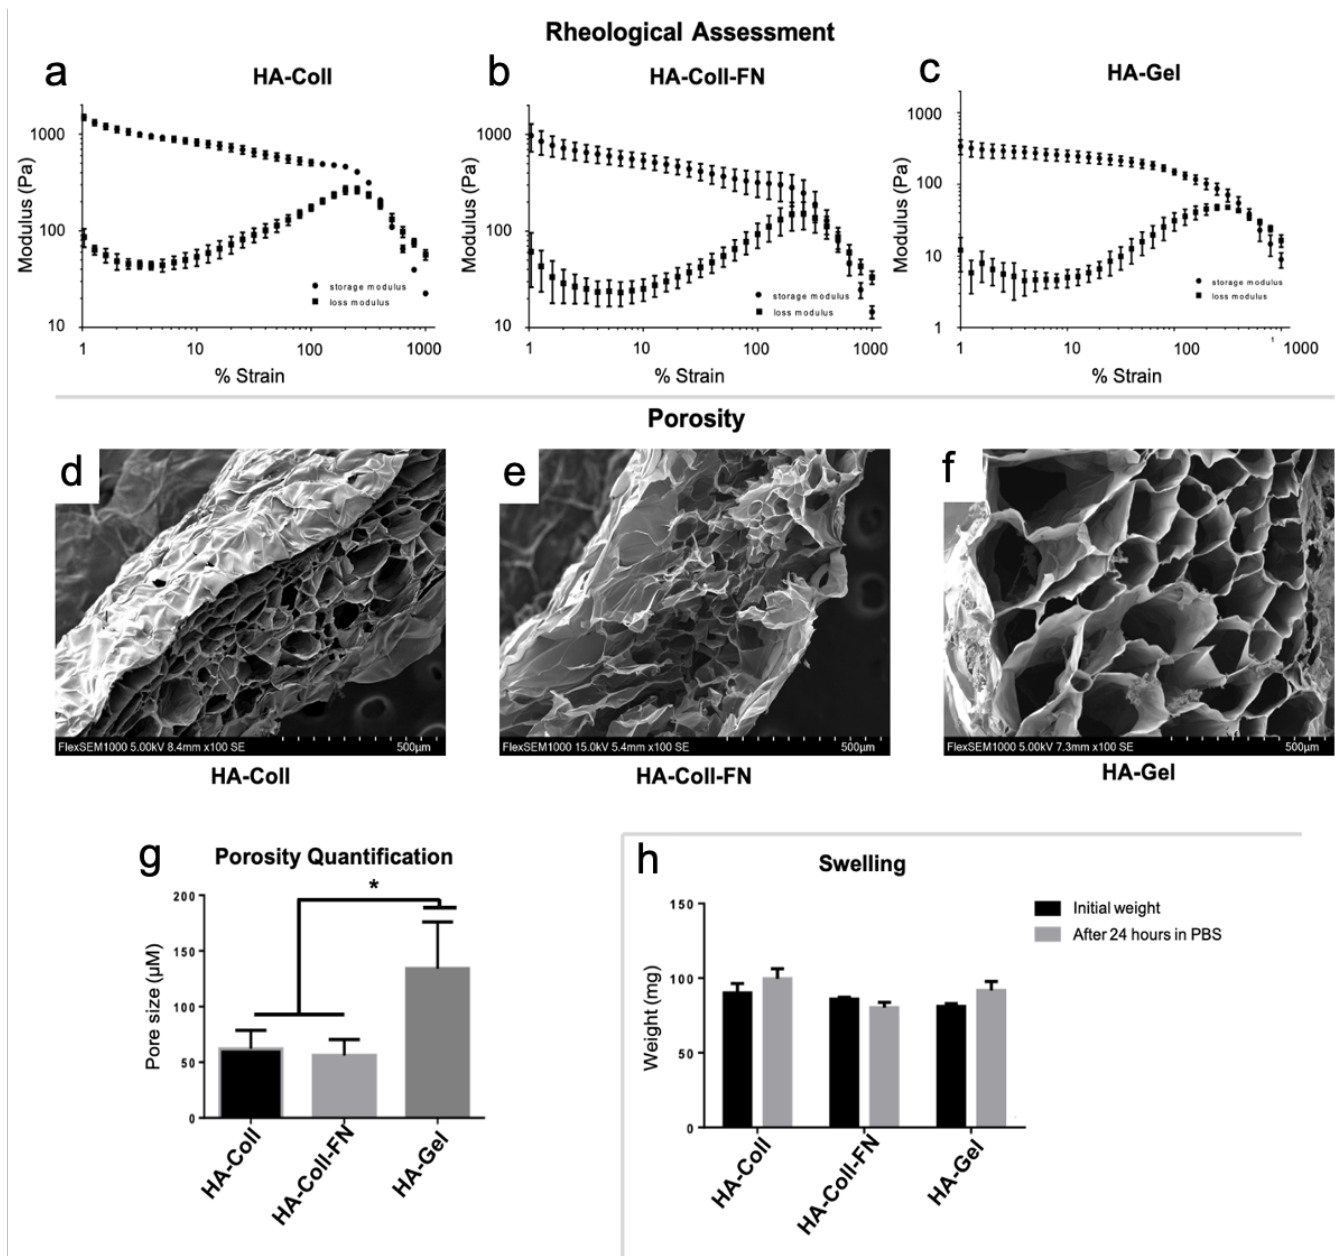 Rheological Assessment
a
HA-Coll
b
HA-Coll-FN
c
HA-Gel
Modulus (Pa)
1000
100
10
storage modulus
loss modulus
1 10 100 1000
% Strain
Modulus (Pa)
1000
100
10
storage modulus
loss modulus
1 10 100 1000
% Strain
Modulus (Pa)
1000
100
10
1
storage modulus
loss modulus
1 10 100 1000
% Strain
Porosity
d
FlexSEM1000 5.00kV 8.4mm x100 SE 500µm
HA-Coll
e
FlexSEM1000 15.0kV 5.4mm x100 SE 500µm
HA-Coll-FN
f
FlexSEM1000 5.00kV 7.3mm x100 SE 500µm
HA-Gel
g
Porosity Quantification
*
Pore size (µM)
200
150
100
50
0
HA-Coll
HA-Coll-FN
HA-Gel
h
Swelling
Weight (mg)
150
100
50
0
HA-Coll
HA-Coll-FN
HA-Gel
Initial weight
After 24 hours in PBS